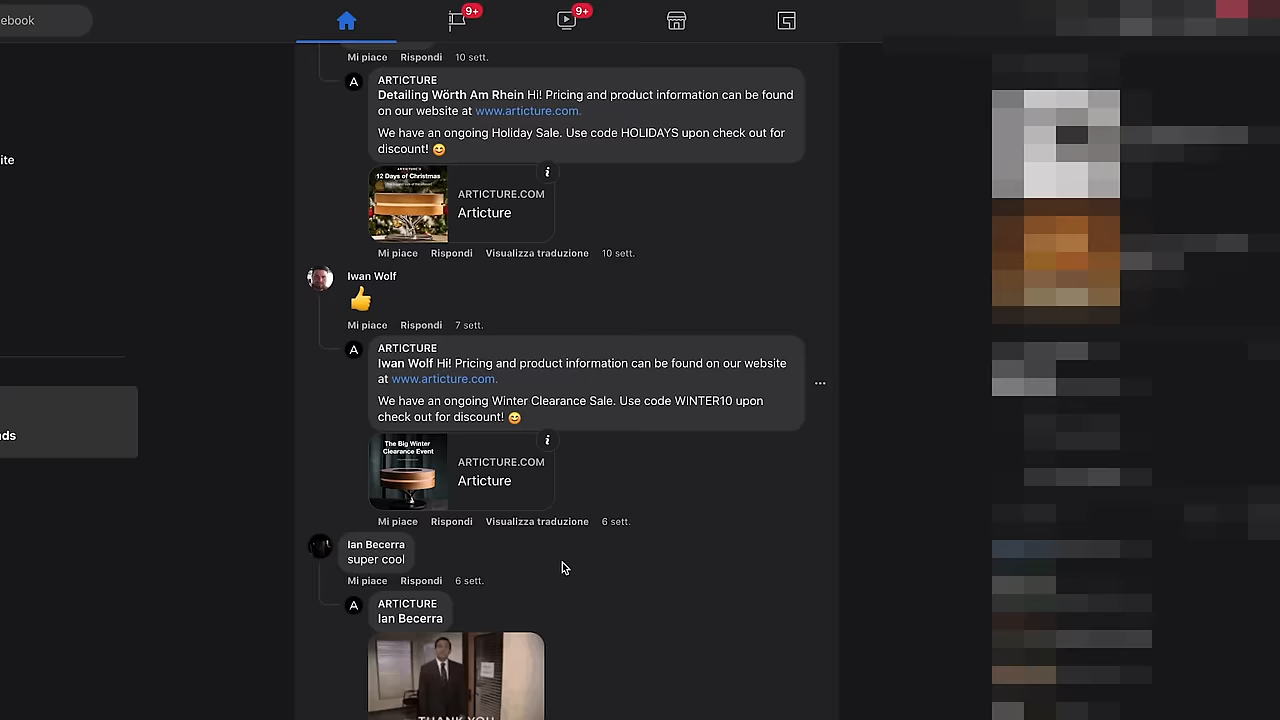 ebook
9+
9+
ite
nds
Mi piace Rispondi 10 sett.
A
ARTICTURE
Detailing Wörth Am Rhein Hi! Pricing and product information can be found
on our website at www.articture.com.
We have an ongoing Holiday Sale. Use code HOLIDAYS upon check out for
discount! 😊
12 Days of Christmas
ARTICTURE.COM
Articture
Mi piace Rispondi Visualizza traduzione 10 sett.
Iwan Wolf
👍
Mi piace Rispondi 7 sett.
A
ARTICTURE
Iwan Wolf Hi! Pricing and product information can be found on our website
at www.articture.com.
We have an ongoing Winter Clearance Sale. Use code WINTER10 upon
check out for discount! 😊
The Big Winter
Clearance Event
ARTICTURE.COM
Articture
Mi piace Rispondi Visualizza traduzione 6 sett.
Ian Becerra
super cool
Mi piace Rispondi 6 sett.
A
ARTICTURE
Ian Becerra
THANK YOU